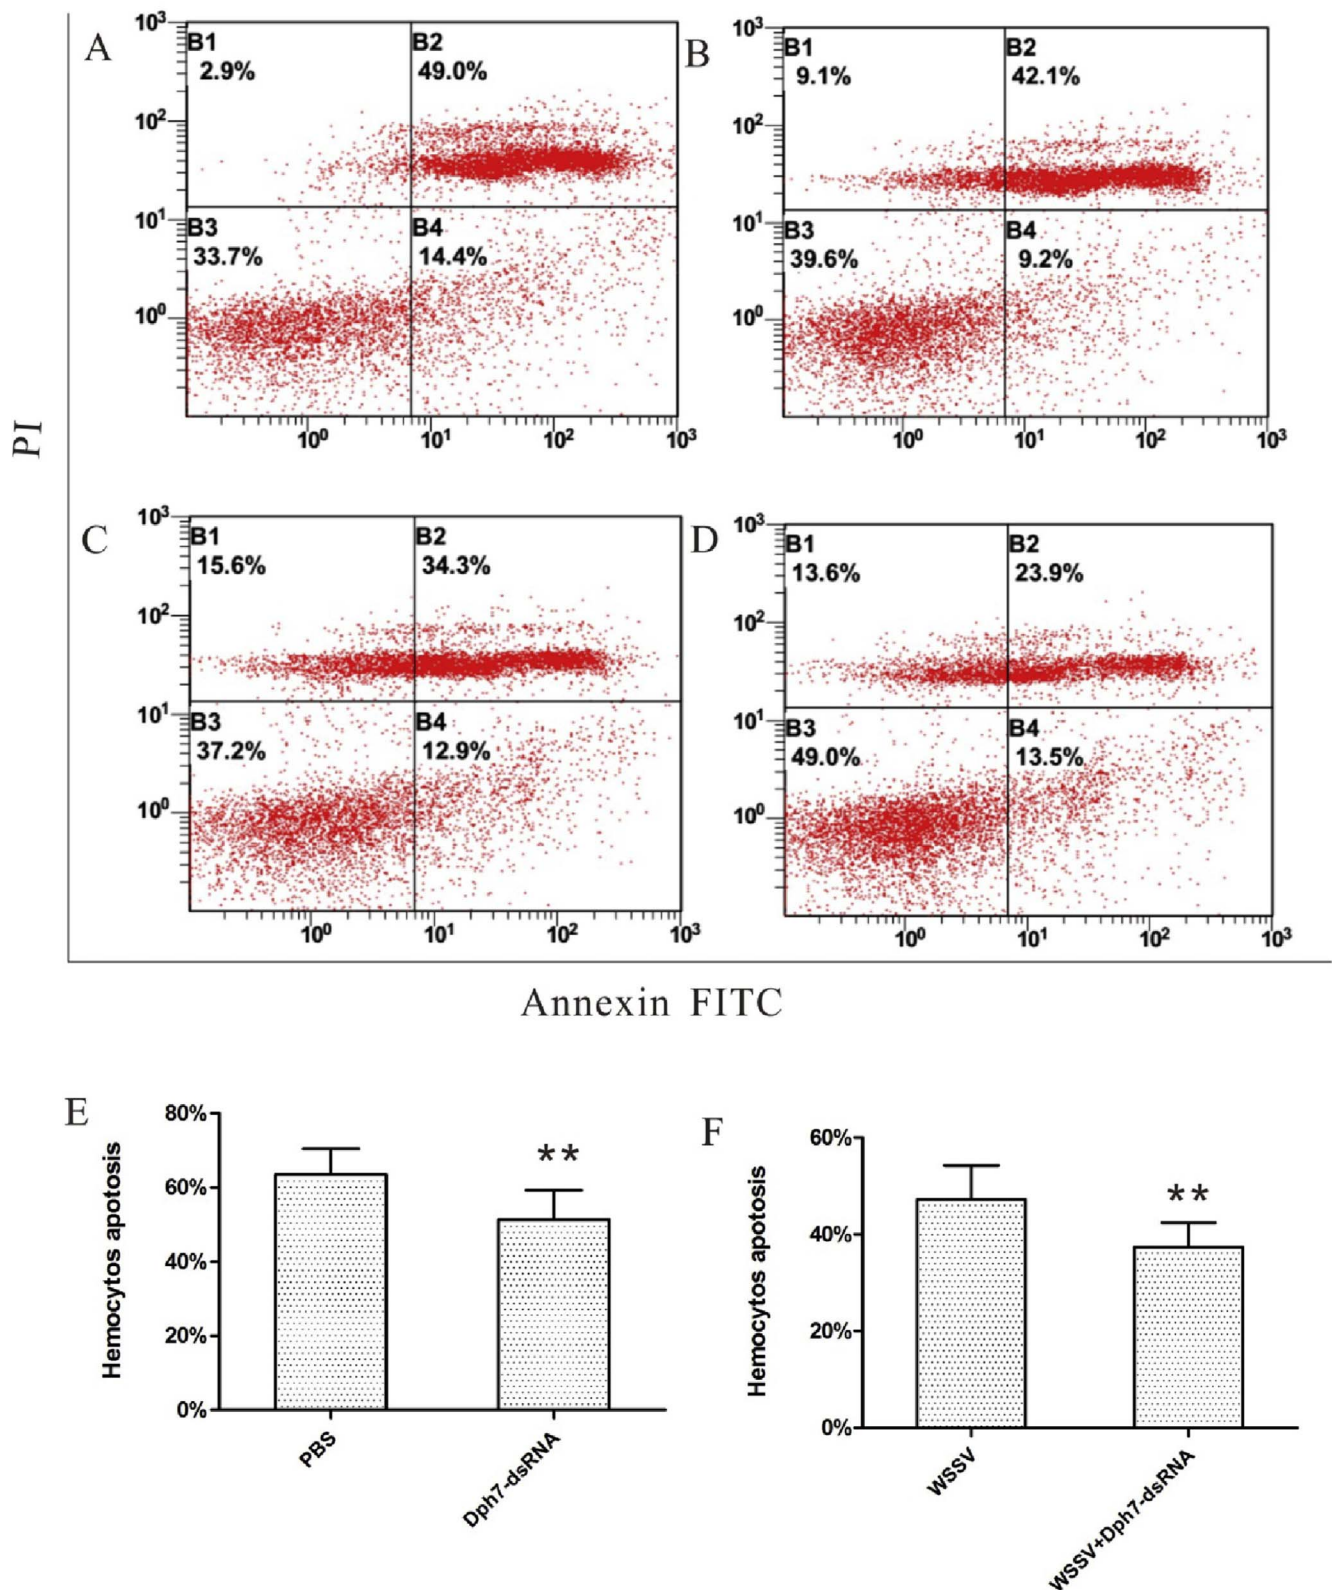 A
10³
10²
10¹
10⁰
B1
2.9%
B2
49.0%
B3
33.7%
B4
14.4%
10⁰ 10¹ 10² 10³
B
10³
10²
10¹
10⁰
B1
9.1%
B2
42.1%
B3
39.6%
B4
9.2%
10⁰ 10¹ 10² 10³
PI
C
10³
10²
10¹
10⁰
B1
15.6%
B2
34.3%
B3
37.2%
B4
12.9%
10⁰ 10¹ 10² 10³
D
10³
10²
10¹
10⁰
B1
13.6%
B2
23.9%
B3
49.0%
B4
13.5%
10⁰ 10¹ 10² 10³
Annexin FITC
E
Hemocytos apotosis
80%
60%
40%
20%
0%
**
PBS
Dph7-dsRNA
F
Hemocytos apotosis
60%
40%
20%
0%
**
WSSV
WSSV+Dph7-dsRNA